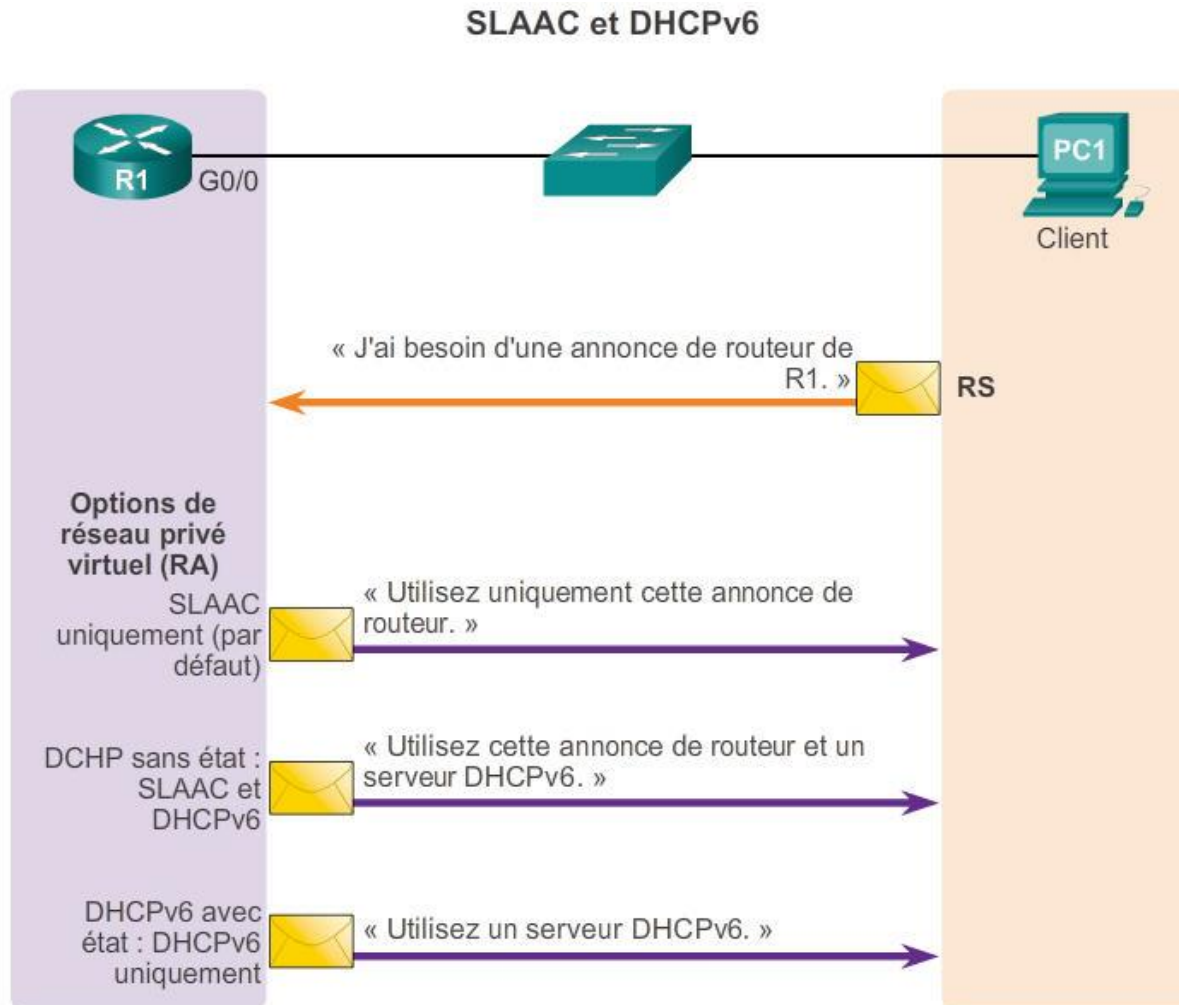 SLAAC et DHCPv6
R1
G0/0
PC1
Client
« J'ai besoin d'une annonce de routeur de
R1. »
RS
Options de
réseau privé
virtuel (RA)
SLAAC
uniquement (par
défaut)
« Utilisez uniquement cette annonce de
routeur. »
DCHP sans état :
SLAAC et
DHCPv6
« Utilisez cette annonce de routeur et un
serveur DHCPv6. »
DHCPv6 avec
état : DHCPv6
uniquement
« Utilisez un serveur DHCPv6. »